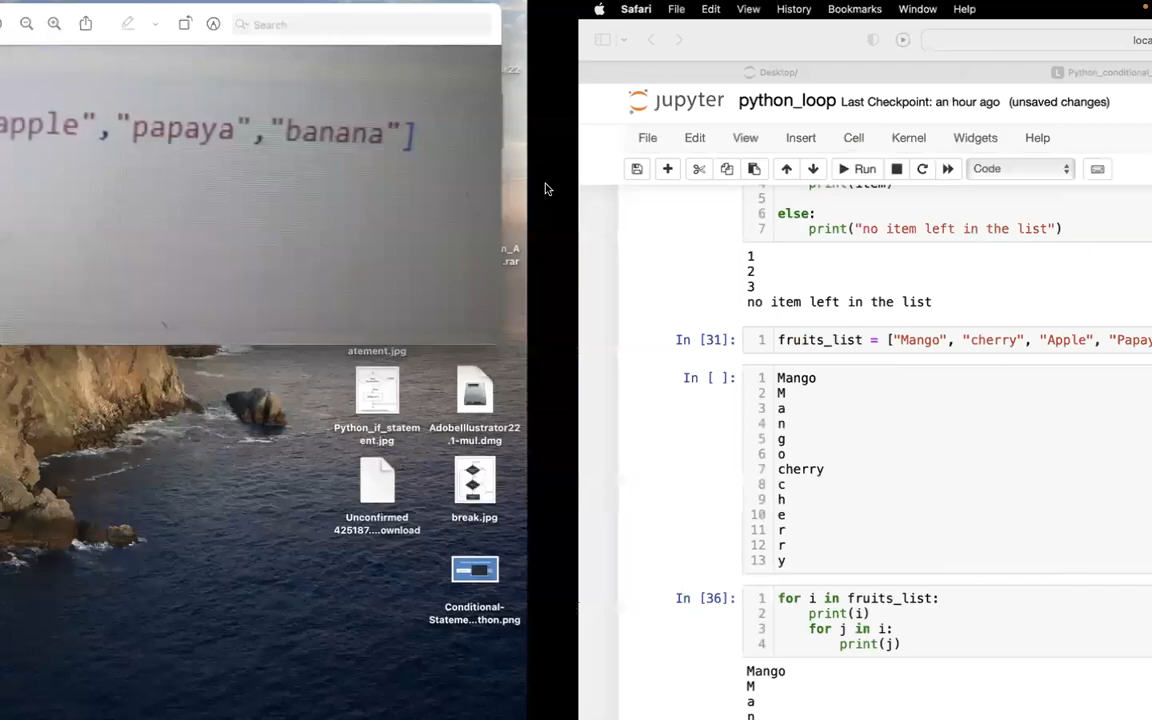 Search
apple","papaya","banana"]
22
n_A
.rar
atement.jpg
Python_if_statem
ent.jpg
AdobeIllustrator22
.1-mul.dmg
Unconfirmed
425187....ownload
break.jpg
Conditional-
Stateme...thon.png
Safari File Edit View History Bookmarks Window Help
loca
Desktop/
Python_conditional_
jupyter python_loop Last Checkpoint: an hour ago (unsaved changes)
File Edit View Insert Cell Kernel Widgets Help
Run Code
4 print(item)
5
6 else:
7 print("no item left in the list")
1
2
3
no item left in the list
In [31]: 1 fruits_list = ["Mango", "cherry", "Apple", "Papay
In [ ]: 1 Mango
2 M
3 a
4 n
5 g
6 o
7 cherry
8 c
9 h
10 e
11 r
12 r
13 y
In [36]: 1 for i in fruits_list:
2 print(i)
3 for j in i:
4 print(j)
Mango
M
a
n